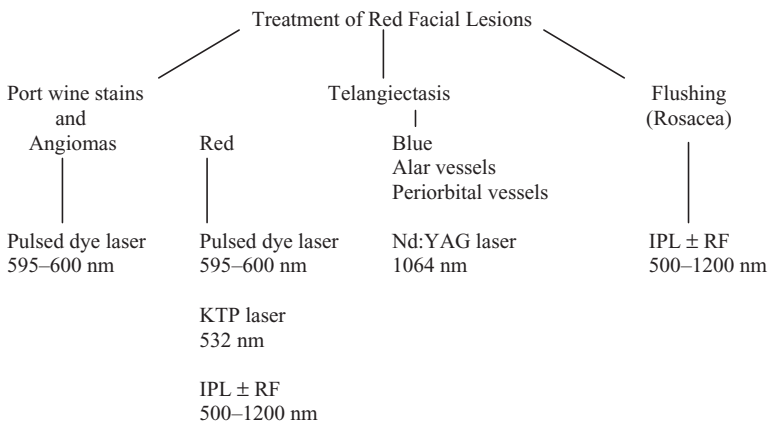 Treatment of Red Facial Lesions
Port wine stains
and
Angiomas
Pulsed dye laser
595–600 nm
Telangiectasis
Red
Pulsed dye laser
595–600 nm
KTP laser
532 nm
IPL ± RF
500–1200 nm
Blue
Alar vessels
Periorbital vessels
Nd:YAG laser
1064 nm
Flushing
(Rosacea)
IPL ± RF
500–1200 nm